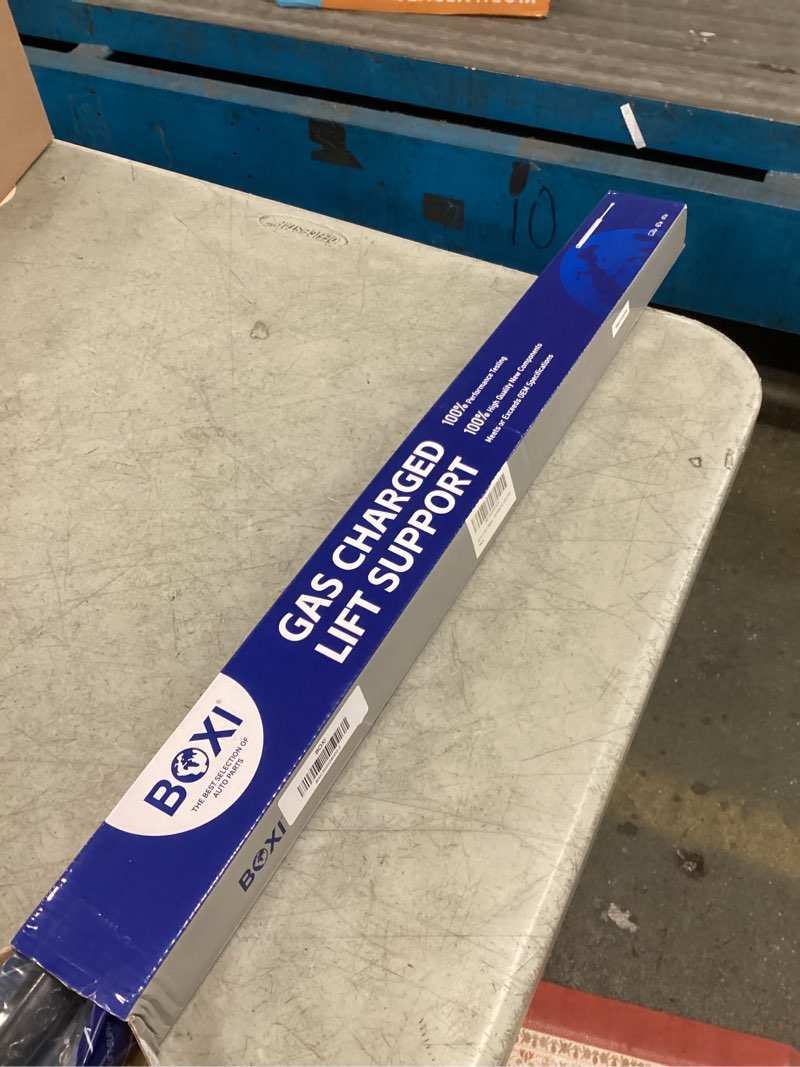 10
100% Performance Testing
100% High Quality New Components
Meets or Exceeds OEM Specifications
GAS CHARGED
LIFT SUPPORT
BOXI®
THE BEST SELECTION OF
AUTO PARTS
BOXI